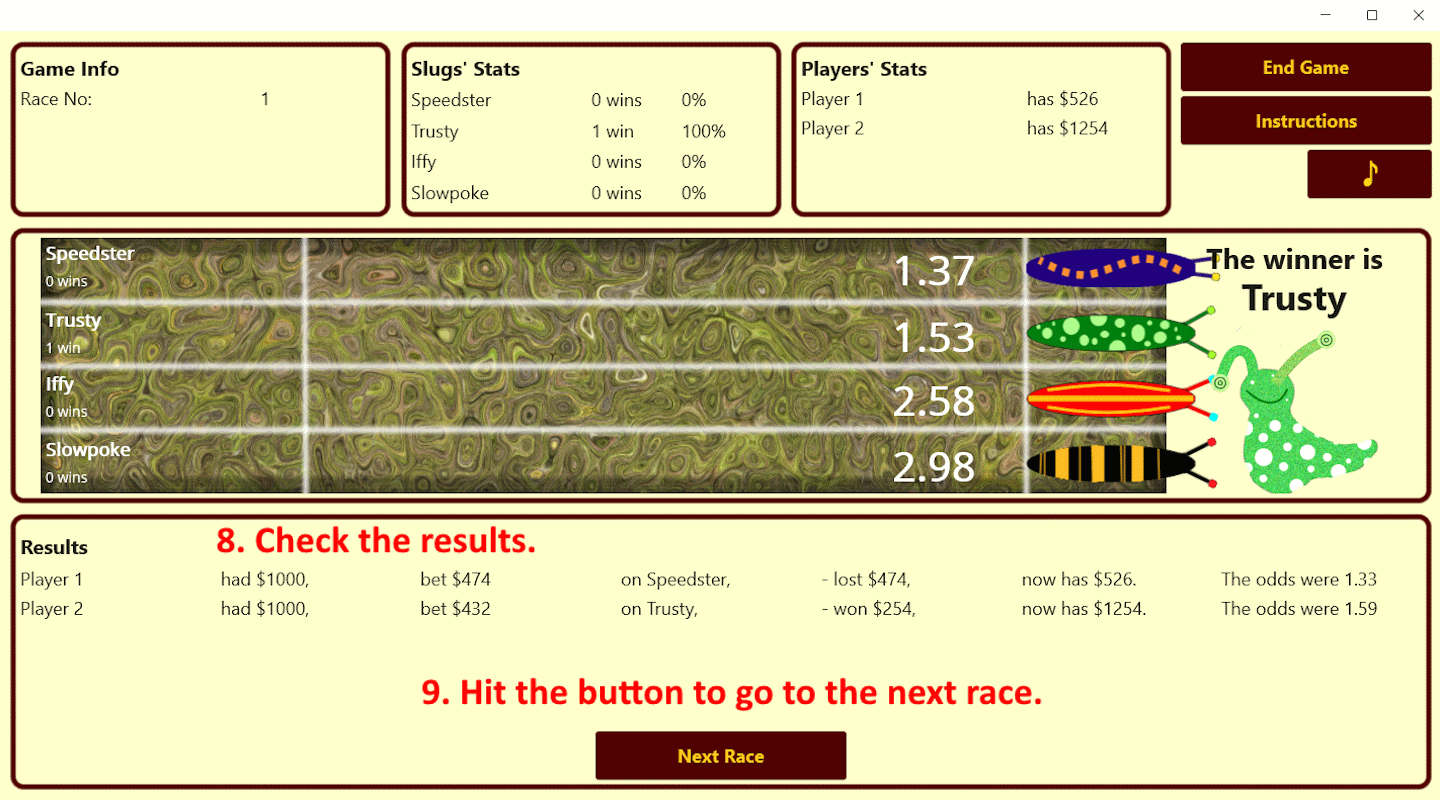 Game Info
Race No: 1
Slugs' Stats
Speedster 0 wins 0%
Trusty 1 win 100%
Iffy 0 wins 0%
Slowpoke 0 wins 0%
Players' Stats
Player 1 has $526
Player 2 has $1254
End Game
Instructions
Speedster
0 wins
1.37
Trusty
1 win
1.53
Iffy
0 wins
2.58
Slowpoke
0 wins
2.98
The winner is
Trusty
Results
8. Check the results.
Player 1 had $1000, bet $474 on Speedster, - lost $474, now has $526. The odds were 1.33
Player 2 had $1000, bet $432 on Trusty, - won $254, now has $1254. The odds were 1.59
9. Hit the button to go to the next race.
Next Race